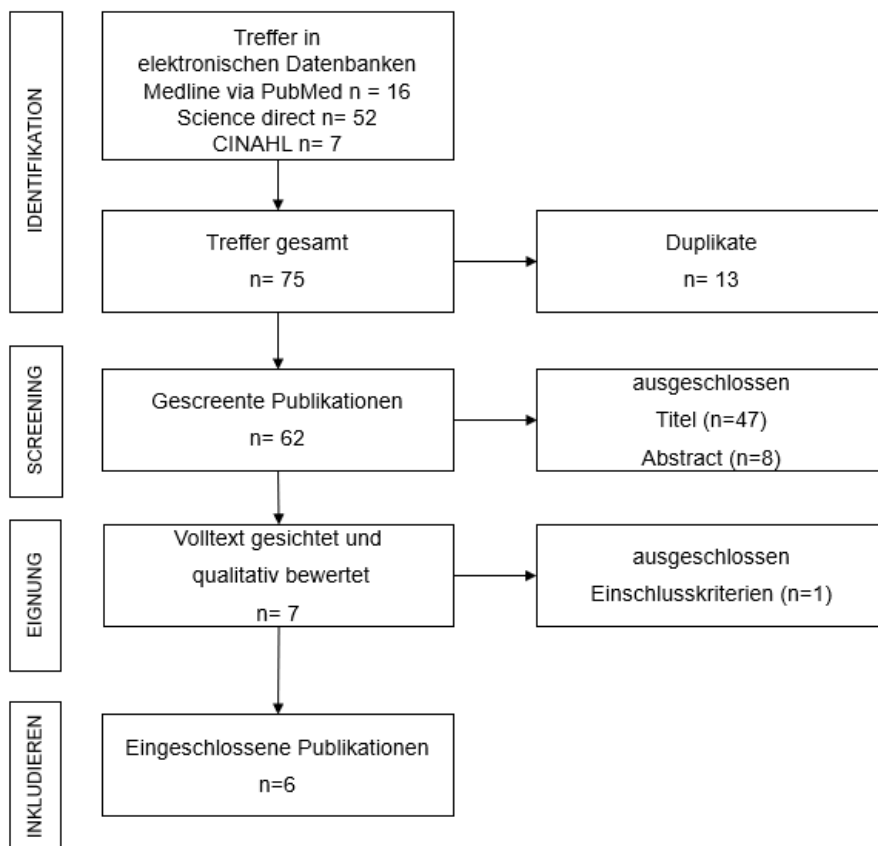 IDENTIFIKATION
Treffer in
elektronischen Datenbanken
Medline via PubMed n = 16
Science direct n= 52
CINAHL n= 7
Treffer gesamt
n= 75
Duplikate
n= 13
SCREENING
Gescreente Publikationen
n= 62
ausgeschlossen
Titel (n=47)
Abstract (n=8)
EIGNUNG
Volltext gesichtet und
qualitativ bewertet
n= 7
ausgeschlossen
Einschlusskriterien (n=1)
INKLUDIEREN
Eingeschlossene Publikationen
n=6